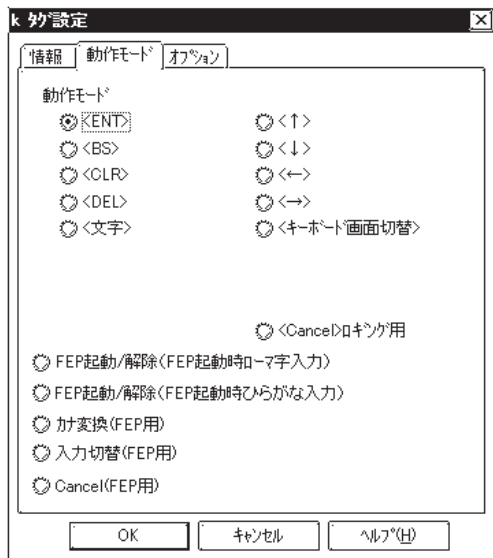 k ﾀｸﾞ設定
情報 動作ﾓｰﾄﾞ ｵﾌﾟｼｮﾝ
動作ﾓｰﾄﾞ
<ENT> <↑>
<BS> <↓>
<CLR> <←>
<DEL> <→>
<文字> <ｷｰﾎﾞｰﾄﾞ画面切替>
<Cancel>ﾛｷﾝｸﾞ用
FEP起動/解除(FEP起動時ﾛｰﾏ字入力)
FEP起動/解除(FEP起動時ひらがな入力)
ｶﾅ変換(FEP用)
入力切替(FEP用)
Cancel(FEP用)
OK ｷｬﾝｾﾙ ﾍﾙﾌﾟ(H)